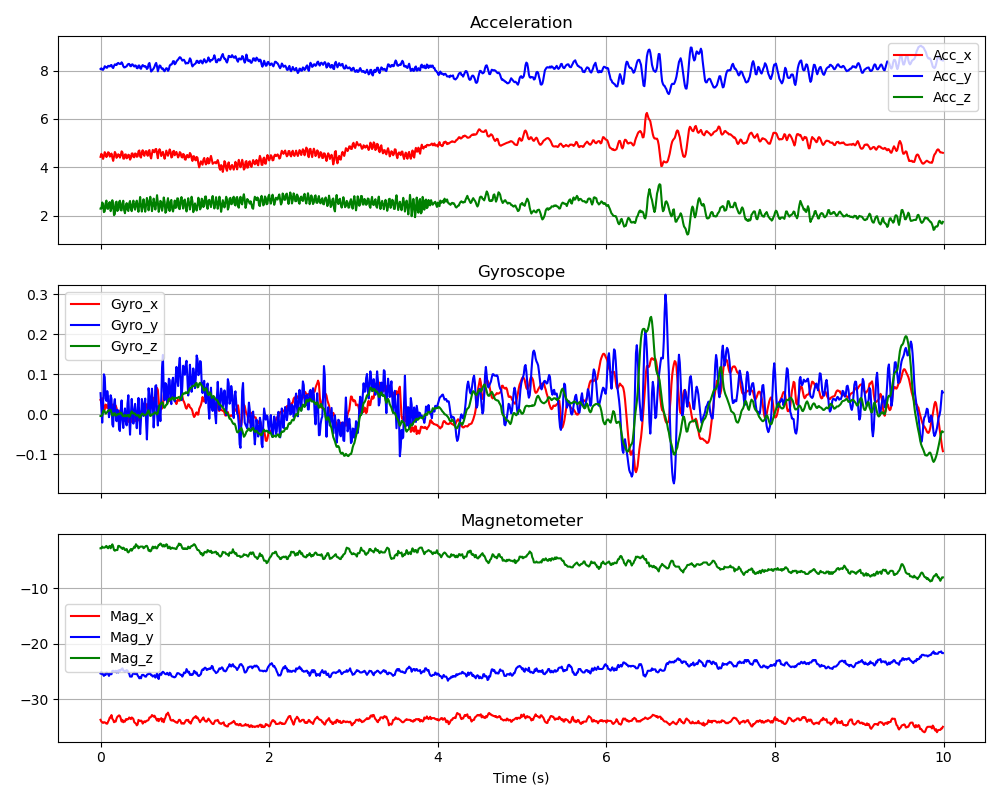 Acceleration
8
6
4
2
Acc_x
Acc_y
Acc_z
Gyroscope
0.3
0.2
0.1
0.0
−0.1
Gyro_x
Gyro_y
Gyro_z
Magnetometer
−10
−20
−30
Mag_x
Mag_y
Mag_z
0 2 4 6 8 10
Time (s)